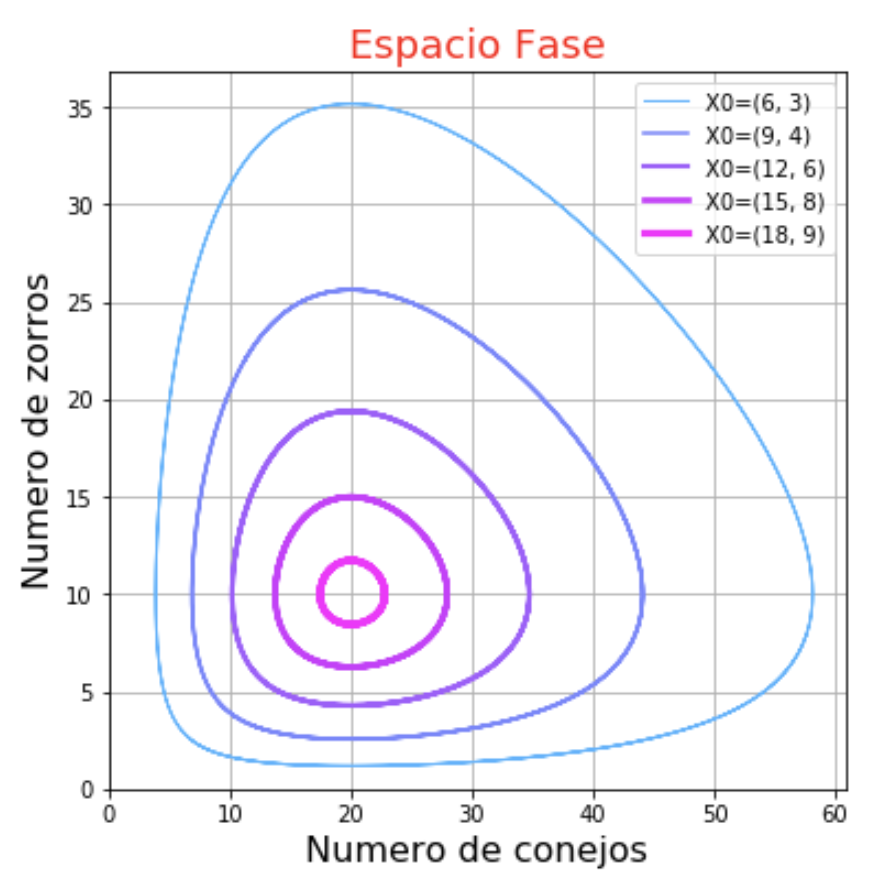 Espacio Fase
X0=(6, 3)
X0=(9, 4)
X0=(12, 6)
X0=(15, 8)
X0=(18, 9)
Numero de zorros
35
30
25
20
15
10
5
0
0 10 20 30 40 50 60
Numero de conejos